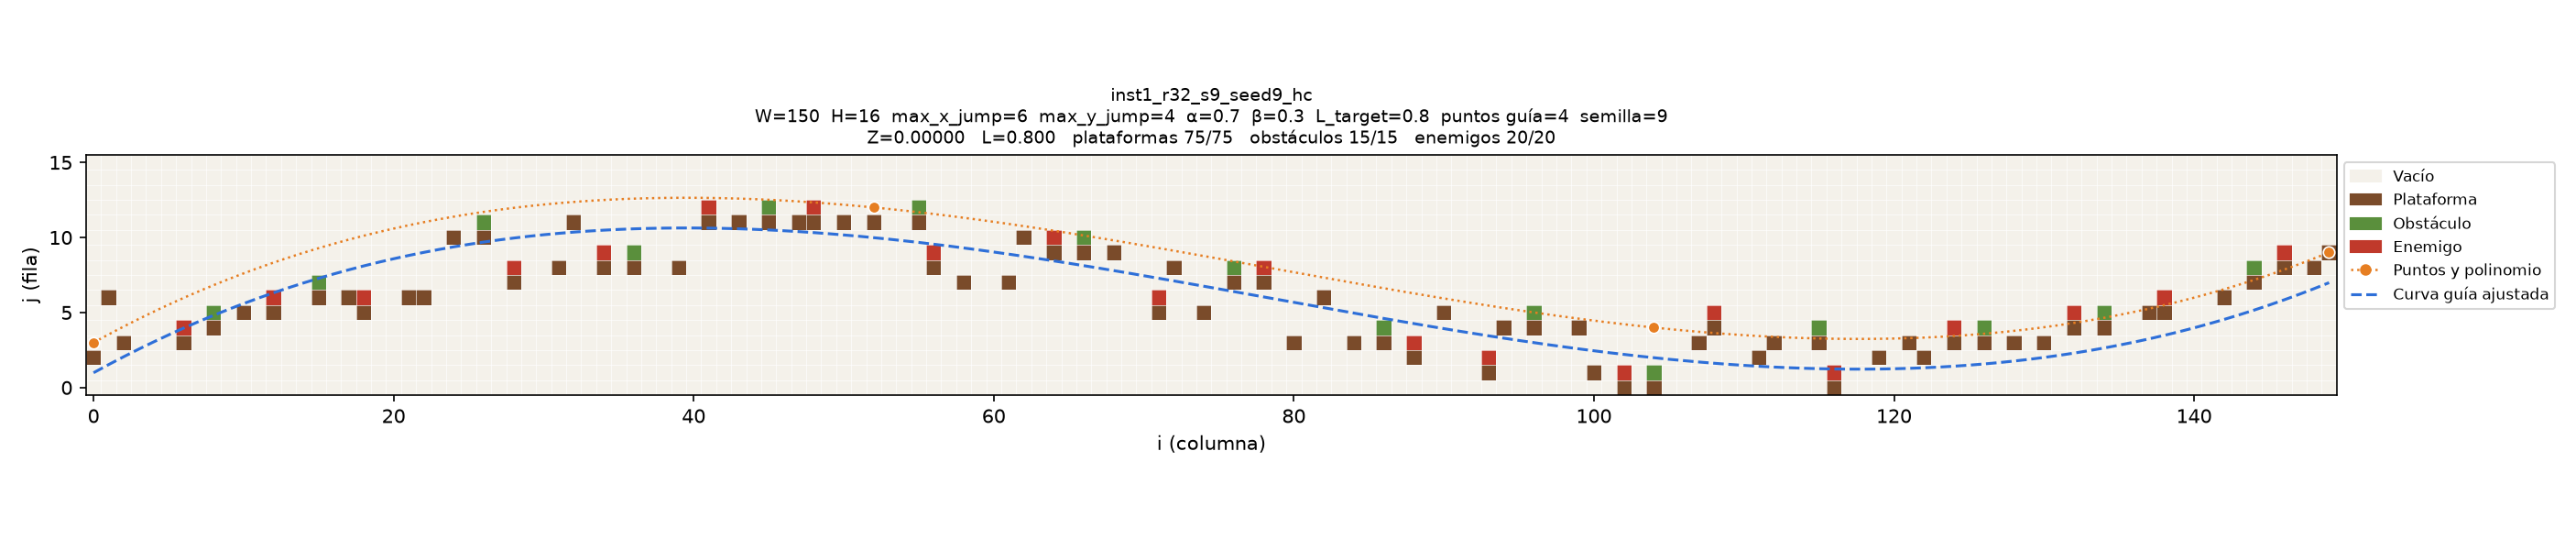 inst1_r32_s9_seed9_hc
W=150 H=16 max_x_jump=6 max_y_jump=4 α=0.7 β=0.3 L_target=0.8 puntos guía=4 semilla=9
Z=0.00000 L=0.800 plataformas 75/75 obstáculos 15/15 enemigos 20/20
15
10
5
0
j (fila)
0 20 40 60 80 100 120 140
i (columna)
Vacío
Plataforma
Obstáculo
Enemigo
Puntos y polinomio
Curva guía ajustada